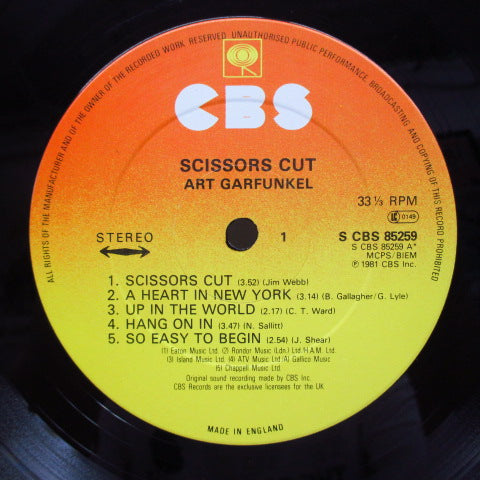 ALL RIGHTS OF THE MANUFACTURER AND OF THE OWNER OF THE RECORDED WORK RESERVED UNAUTHORISED PUBLIC PERFORMANCE, BROADCASTING AND COPYING OF THIS RECORD PROHIBITED
CBS
SCISSORS CUT
ART GARFUNKEL
33⅓ RPM
LC 0149
STEREO
1
S CBS 85259
S CBS 85259 A*
MCPS/BIEM
℗ 1981 CBS Inc.
1. SCISSORS CUT (3.52) (Jim Webb)
2. A HEART IN NEW YORK (3.14) (B. Gallagher/G. Lyle)
3. UP IN THE WORLD (2.17) (C. T. Ward)
4. HANG ON IN (3.47) (N. Sallitt)
5. SO EASY TO BEGIN (2.54) (J. Shear)
(1) Eaton Music Ltd. (2) Rondor Music (Ldn.) Ltd./H.A.M. Ltd.
(3) Island Music Ltd. (4) ATV Music Ltd./A) Gallico Music
(5) Chappell Music Ltd.
Original sound recording made by CBS Inc.
CBS Records are the exclusive licensees for the UK
MADE IN ENGLAND